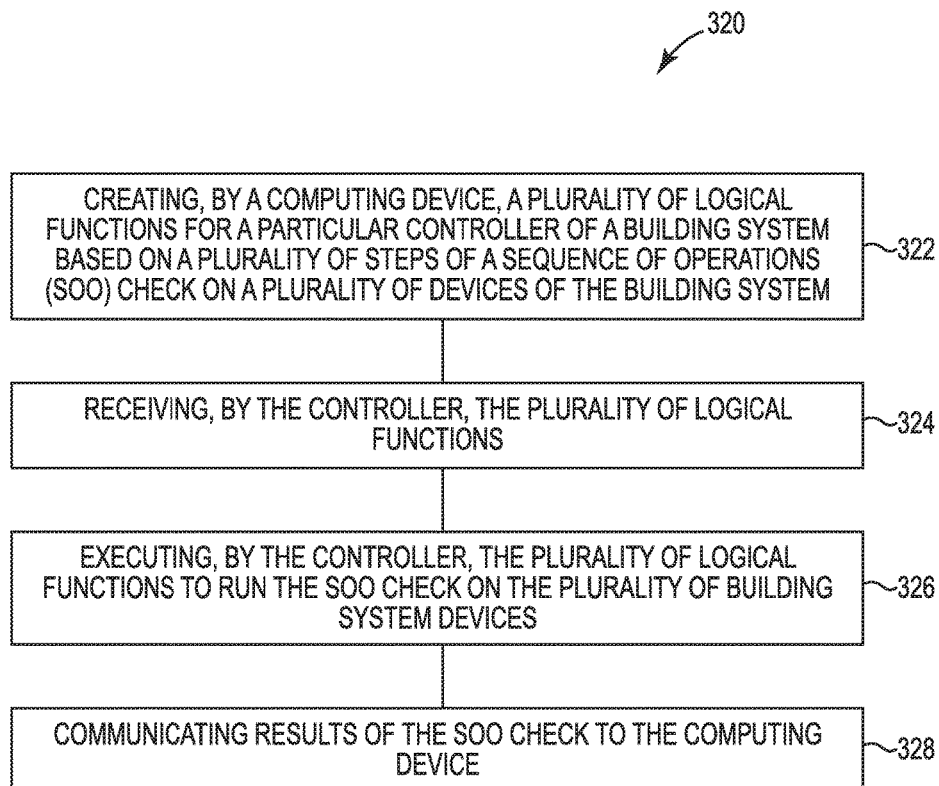 320
CREATING, BY A COMPUTING DEVICE, A PLURALITY OF LOGICAL
FUNCTIONS FOR A PARTICULAR CONTROLLER OF A BUILDING SYSTEM
BASED ON A PLURALITY OF STEPS OF A SEQUENCE OF OPERATIONS
(SOO) CHECK ON A PLURALITY OF DEVICES OF THE BUILDING SYSTEM
322
RECEIVING, BY THE CONTROLLER, THE PLURALITY OF LOGICAL
FUNCTIONS
324
EXECUTING, BY THE CONTROLLER, THE PLURALITY OF LOGICAL
FUNCTIONS TO RUN THE SOO CHECK ON THE PLURALITY OF BUILDING
SYSTEM DEVICES
326
COMMUNICATING RESULTS OF THE SOO CHECK TO THE COMPUTING
DEVICE
328